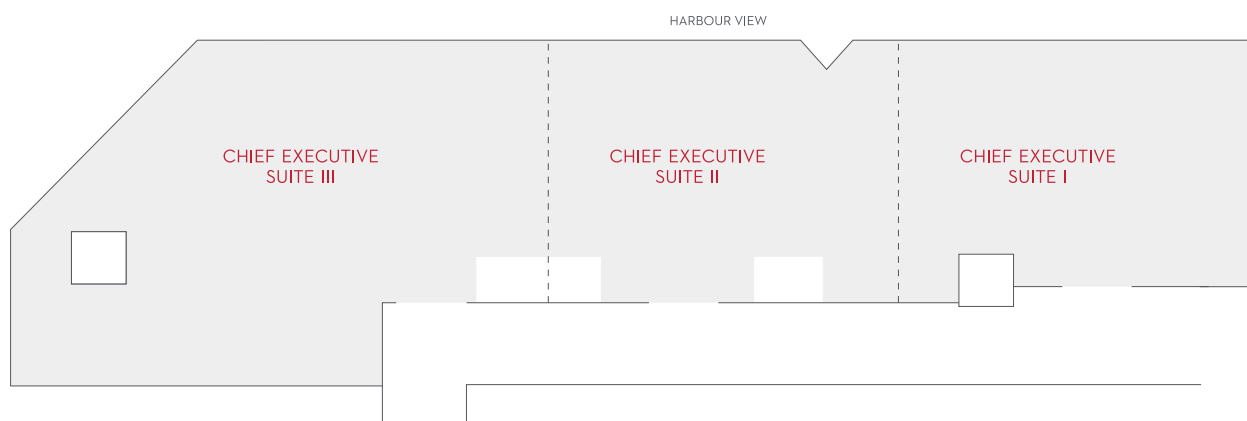 HARBOUR VIEW
CHIEF EXECUTIVE
SUITE III
CHIEF EXECUTIVE
SUITE II
CHIEF EXECUTIVE
SUITE I